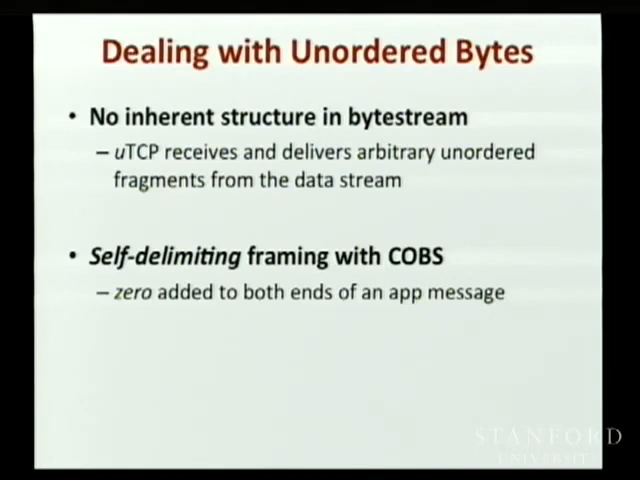 Dealing with Unordered Bytes
• No inherent structure in bytestream
– uTCP receives and delivers arbitrary unordered
fragments from the data stream
• Self-delimiting framing with COBS
– zero added to both ends of an app message
STANFORD
UNIVERSITY